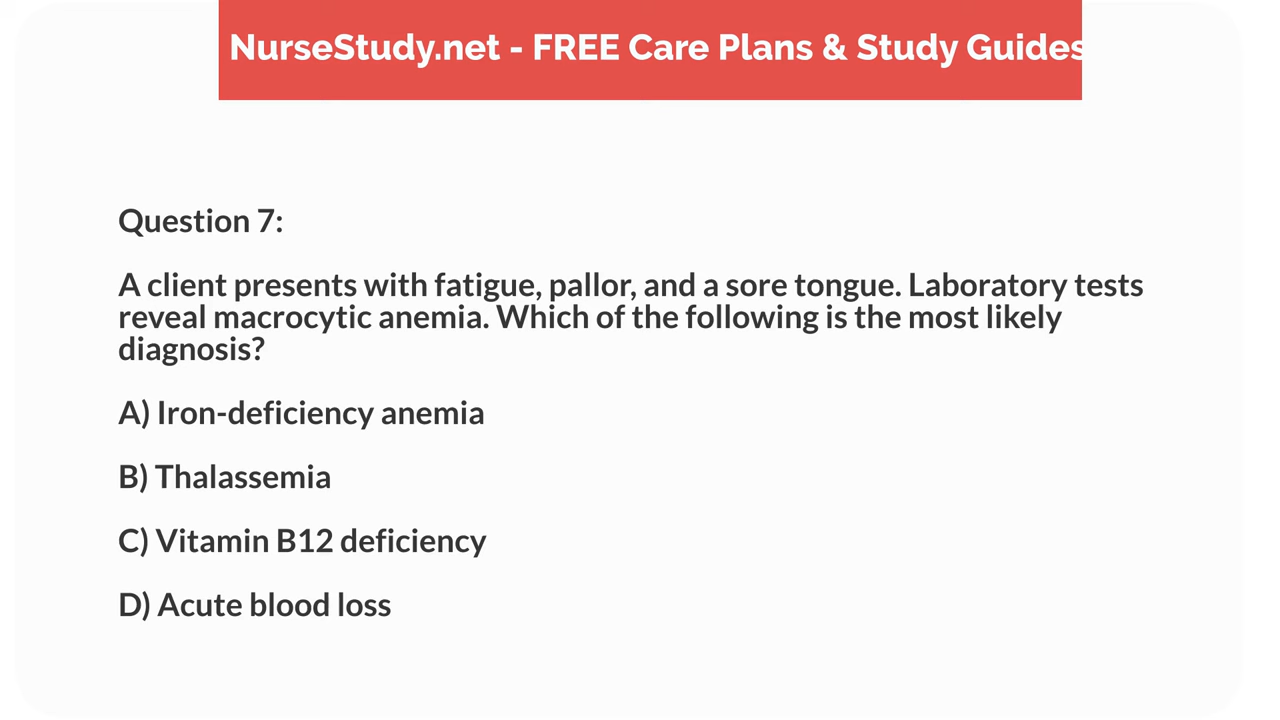 NurseStudy.net - FREE Care Plans & Study Guides
Question 7:
A client presents with fatigue, pallor, and a sore tongue. Laboratory tests
reveal macrocytic anemia. Which of the following is the most likely
diagnosis?
A) Iron-deficiency anemia
B) Thalassemia
C) Vitamin B12 deficiency
D) Acute blood loss